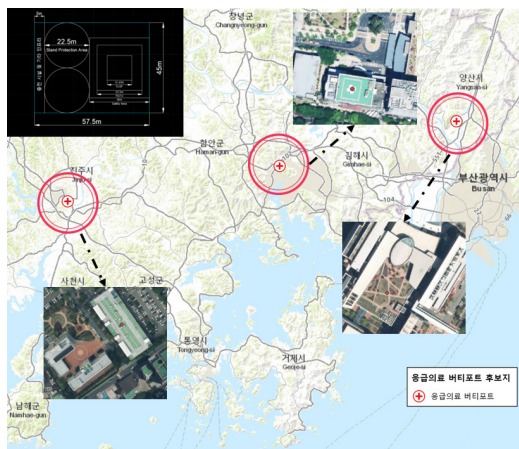 창녕군
Changnyeong-gun
22.5m
Stand Protection Area
45m
57.5m
양산시
Yangsan-si
함안군
Haman-gun
김해시
Gimhae-si
부산광역시
Busan
진주시
Jinju-si
104
사천시
고성군
통영시
Tongyeong-si
거제시
Geoje-si
남해군
Namhae-gun
응급의료 버티포트 후보지
응급의료 버티포트